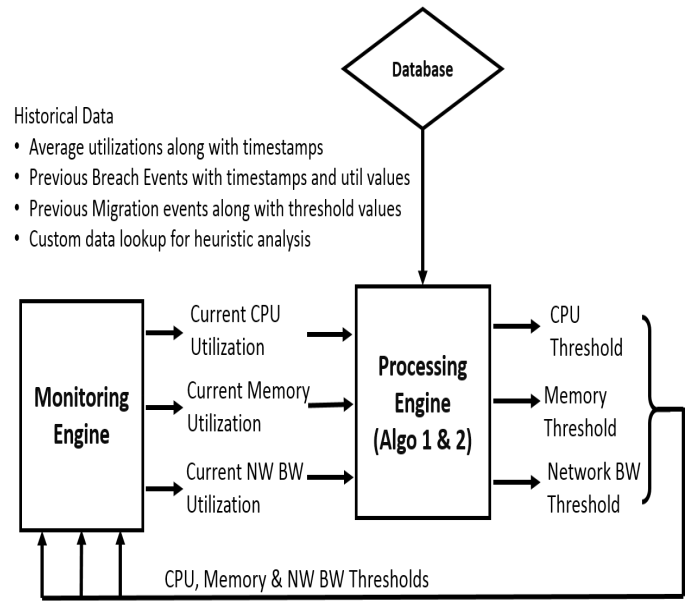 Database
Historical Data
• Average utilizations along with timestamps
• Previous Breach Events with timestamps and util values
• Previous Migration events along with threshold values
• Custom data lookup for heuristic analysis
Monitoring
Engine
Current CPU
Utilization
Current Memory
Utilization
Current NW BW
Utilization
Processing
Engine
(Algo 1 & 2)
CPU
Threshold
Memory
Threshold
Network BW
Threshold
CPU, Memory & NW BW Thresholds